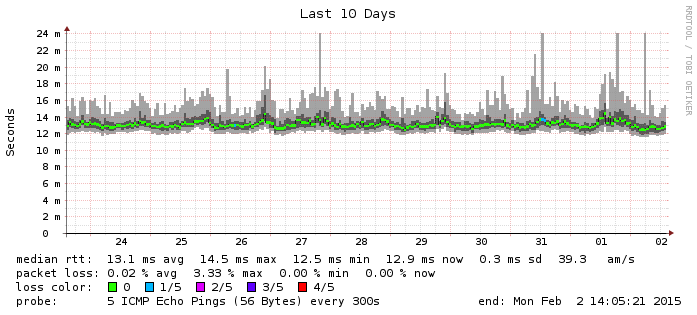 Last 10 Days
RRDTOOL / TOBI OETIKER
Seconds
24 m
22 m
20 m
18 m
16 m
14 m
12 m
10 m
8 m
6 m
4 m
2 m
0
24 25 26 27 28 29 30 31 01 02
median rtt: 13.1 ms avg 14.5 ms max 12.5 ms min 12.9 ms now 0.3 ms sd 39.3 am/s
packet loss: 0.02 % avg 3.33 % max 0.00 % min 0.00 % now
loss color: 0 1/5 2/5 3/5 4/5
probe: 5 ICMP Echo Pings (56 Bytes) every 300s end: Mon Feb 2 14:05:21 2015